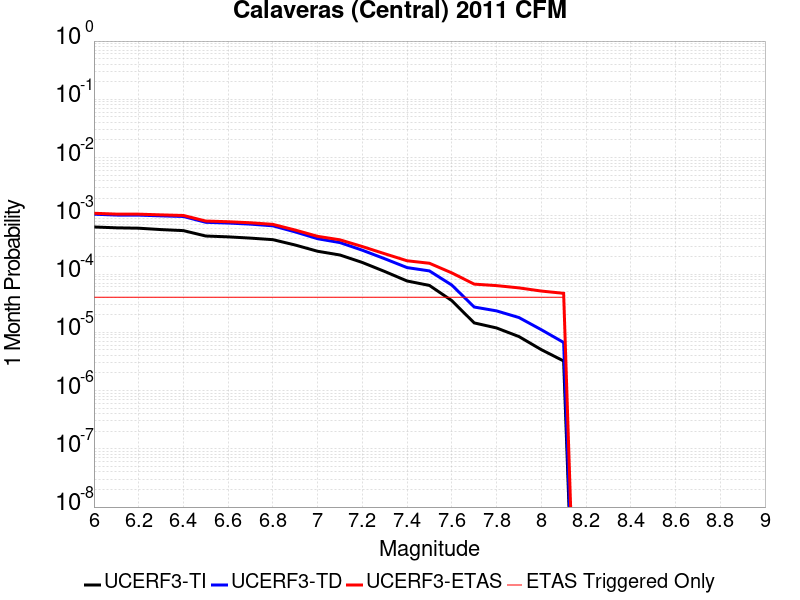 Calaveras (Central) 2011 CFM
10^0
10^-1
10^-2
10^-3
10^-4
10^-5
10^-6
10^-7
10^-8
1 Month Probability
6 6.2 6.4 6.6 6.8 7 7.2 7.4 7.6 7.8 8 8.2 8.4 8.6 8.8 9
Magnitude
UCERF3-TI UCERF3-TD UCERF3-ETAS ETAS Triggered Only